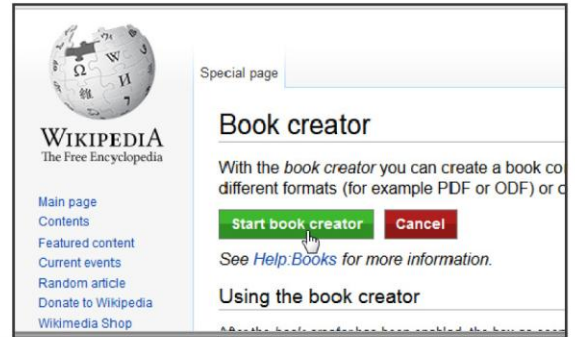 WIKIPEDIA
The Free Encyclopedia
Main page
Contents
Featured content
Current events
Random article
Donate to Wikipedia
Wikimedia Shop
Special page
Book creator
With the book creator you can create a book co
different formats (for example PDF or ODF) or o
Start book creator
Cancel
See Help:Books for more information.
Using the book creator